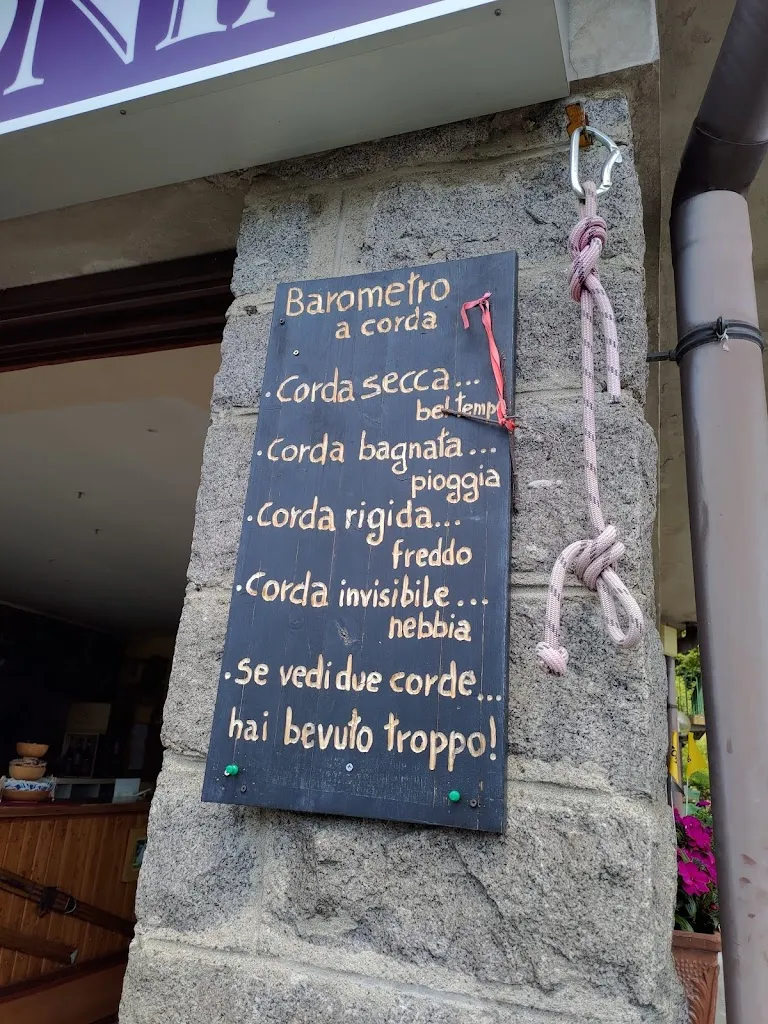 Barometro
a corda
• Corda secca...
bel tempo
• Corda bagnata...
pioggia
• Corda rigida...
freddo
• Corda invisibile...
nebbia
• Se vedi due corde...
hai bevuto troppo!